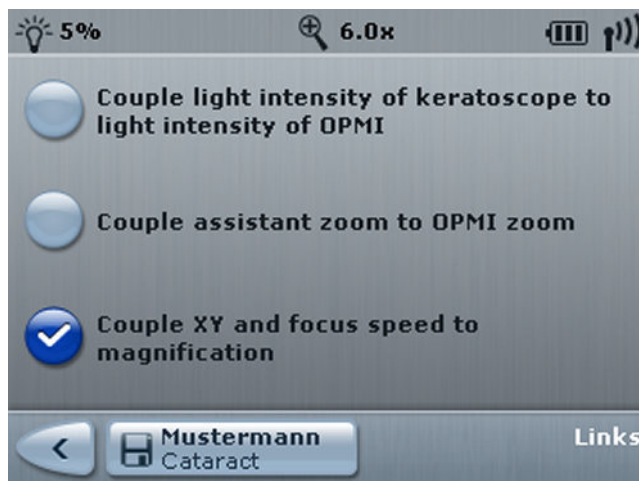 5% 6.0x
Couple light intensity of keratoscope to
light intensity of OPMI
Couple assistant zoom to OPMI zoom
Couple XY and focus speed to
magnification
Mustermann
Cataract
Links